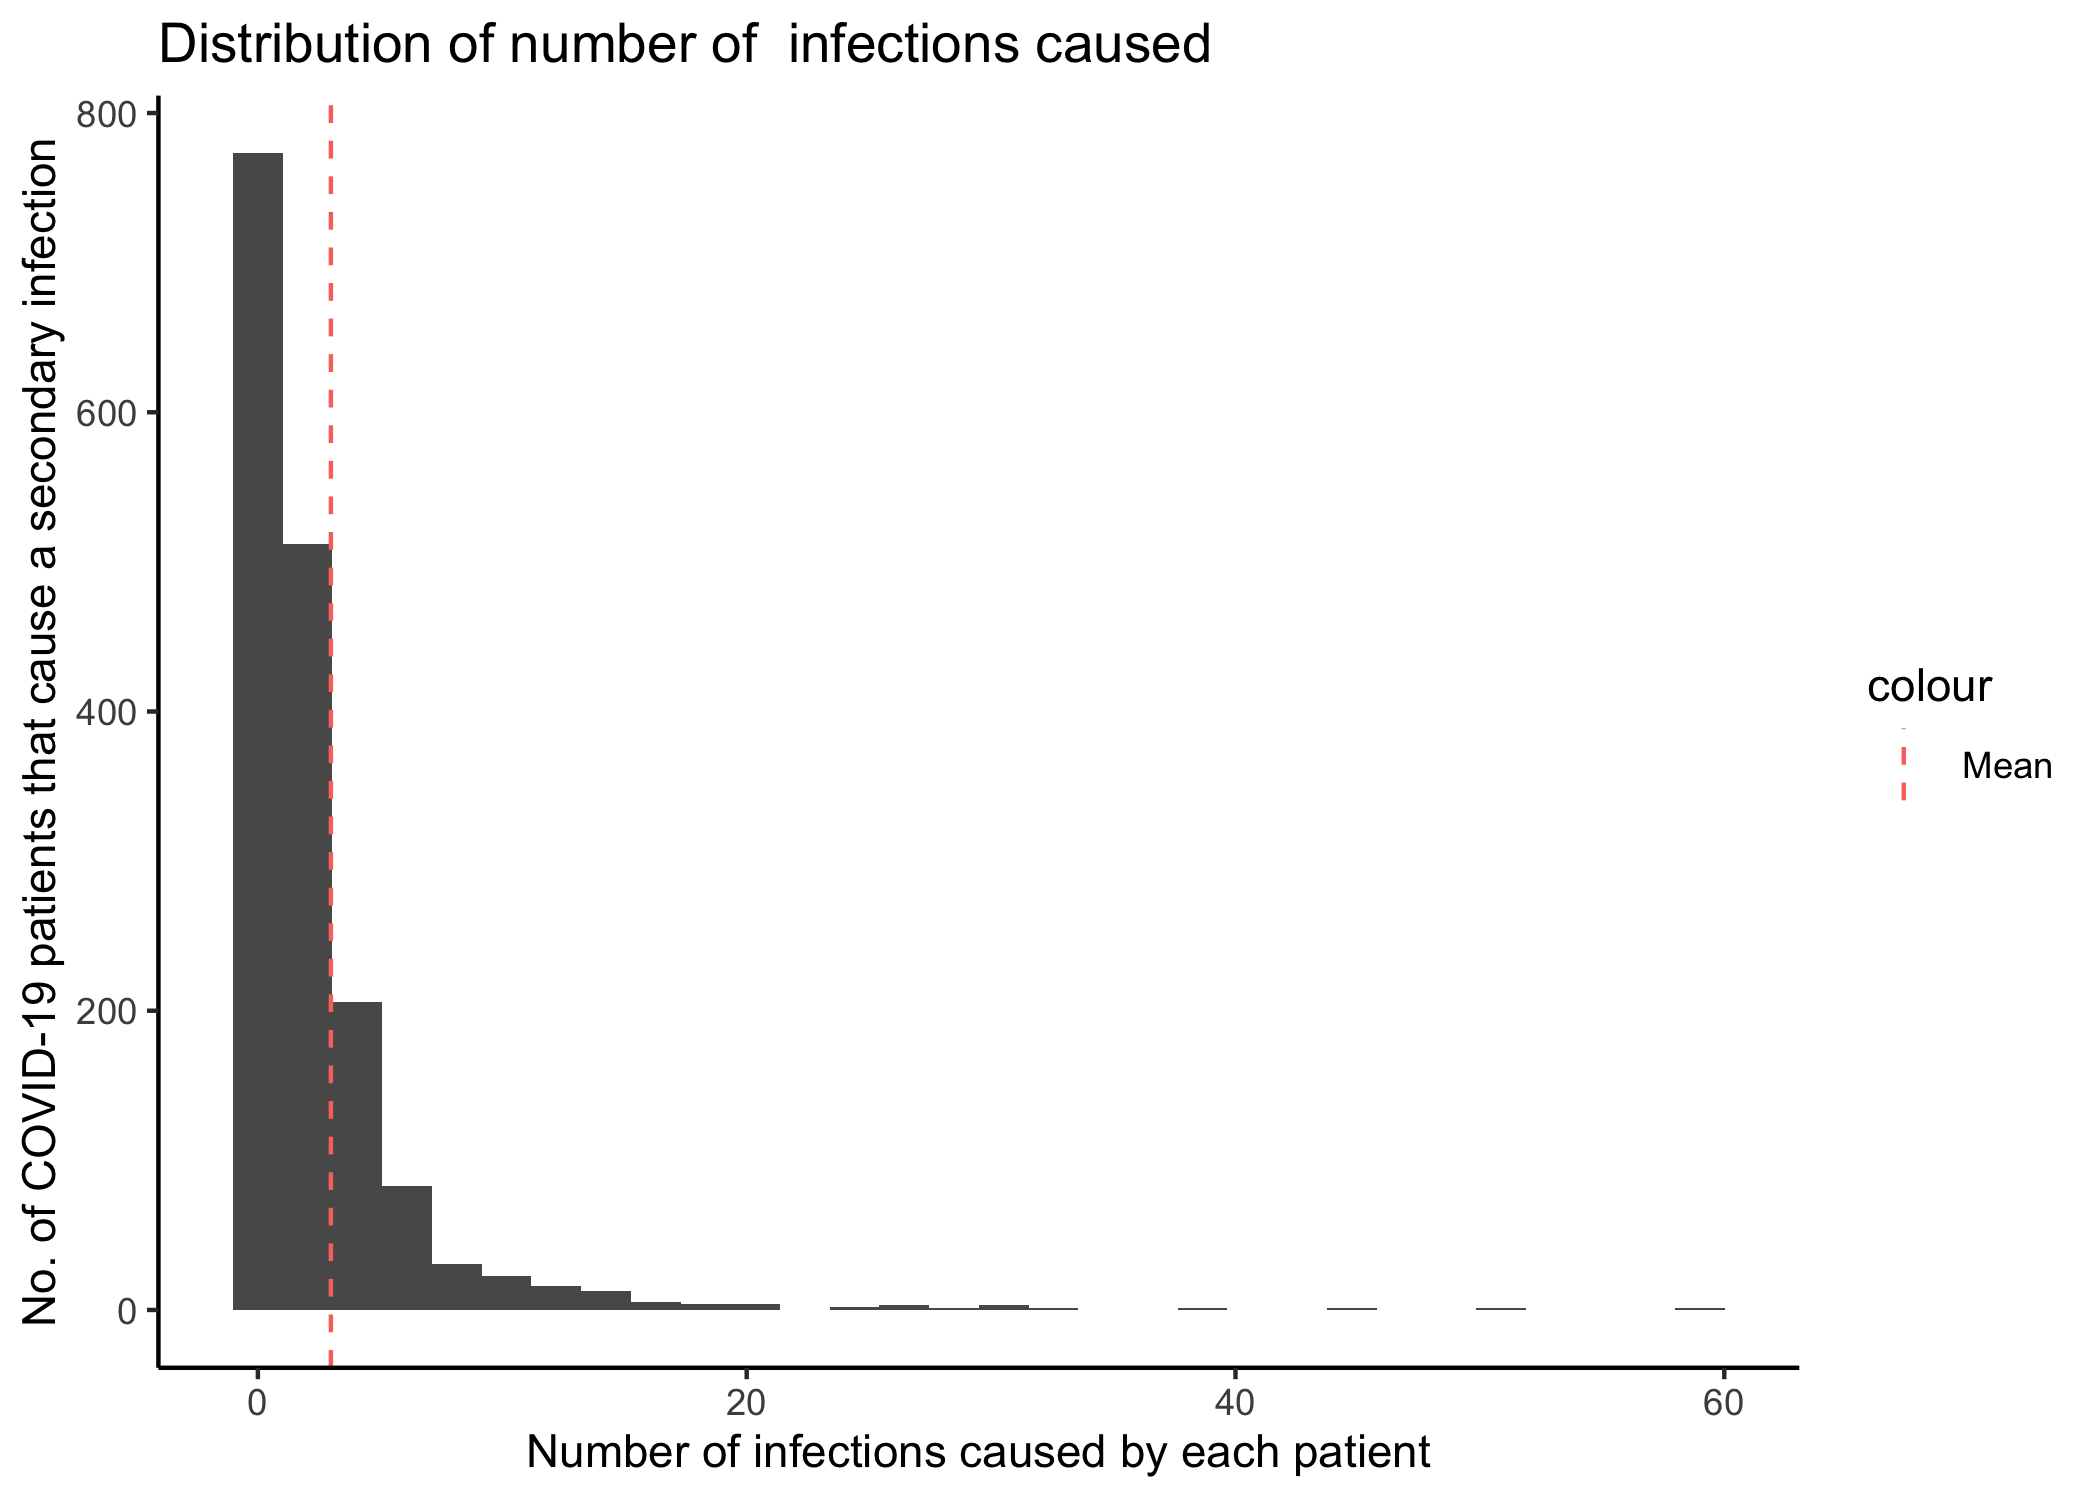 Distribution of number of  infections caused
No. of COVID-19 patients that cause a secondary infection
800
600
400
200
0
0
20
40
60
Number of infections caused by each patient
colour
Mean